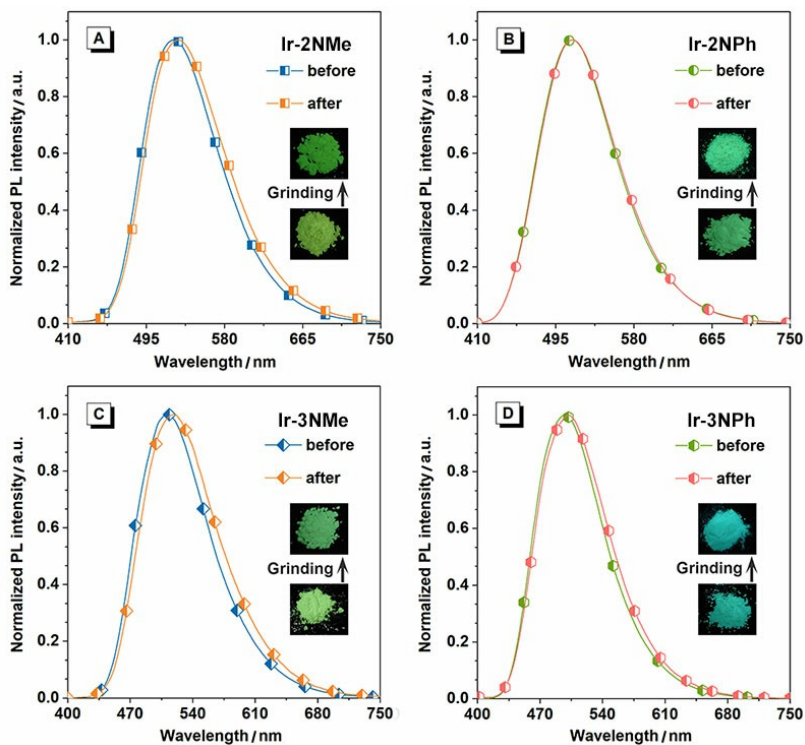 A
Ir-2NMe
before
after
Grinding
Normalized PL intensity / a.u.
1.0
0.8
0.6
0.4
0.2
0.0
410 495 580 665 750
Wavelength / nm
B
Ir-2NPh
before
after
Grinding
Normalized PL intensity / a.u.
1.0
0.8
0.6
0.4
0.2
0.0
410 495 580 665 750
Wavelength / nm
C
Ir-3NMe
before
after
Grinding
Normalized PL intensity / a.u.
1.0
0.8
0.6
0.4
0.2
0.0
400 470 540 610 680 750
Wavelength / nm
D
Ir-3NPh
before
after
Grinding
Normalized PL intensity / a.u.
1.0
0.8
0.6
0.4
0.2
0.0
400 470 540 610 680 750
Wavelength / nm